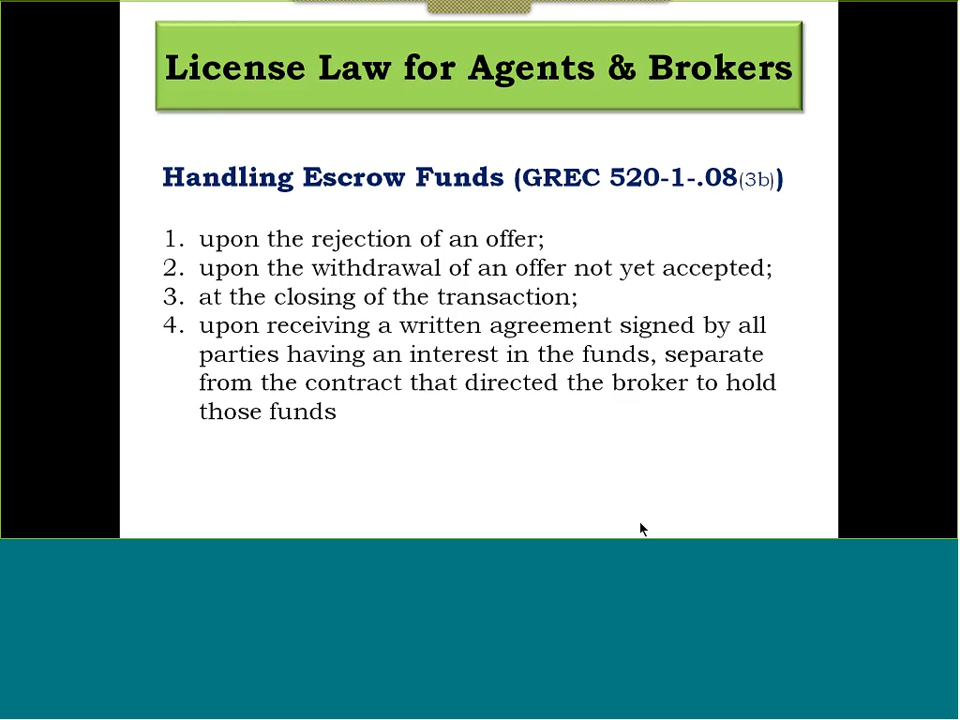 License Law for Agents & Brokers
Handling Escrow Funds (GREC 520-1-.08(3b))
1. upon the rejection of an offer;
2. upon the withdrawal of an offer not yet accepted;
3. at the closing of the transaction;
4. upon receiving a written agreement signed by all
parties having an interest in the funds, separate
from the contract that directed the broker to hold
those funds